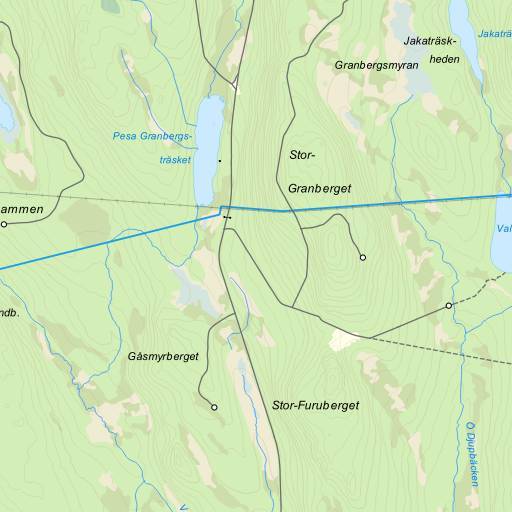 Jakaträsk-
heden
Jakaträ
Granbergsmyran
Pesa Granbergs-
träsket
Stor-
Granberget
ammen
Val
ndb.
Gåsmyrberget
Stor-Furuberget
Ö Djupbäcken